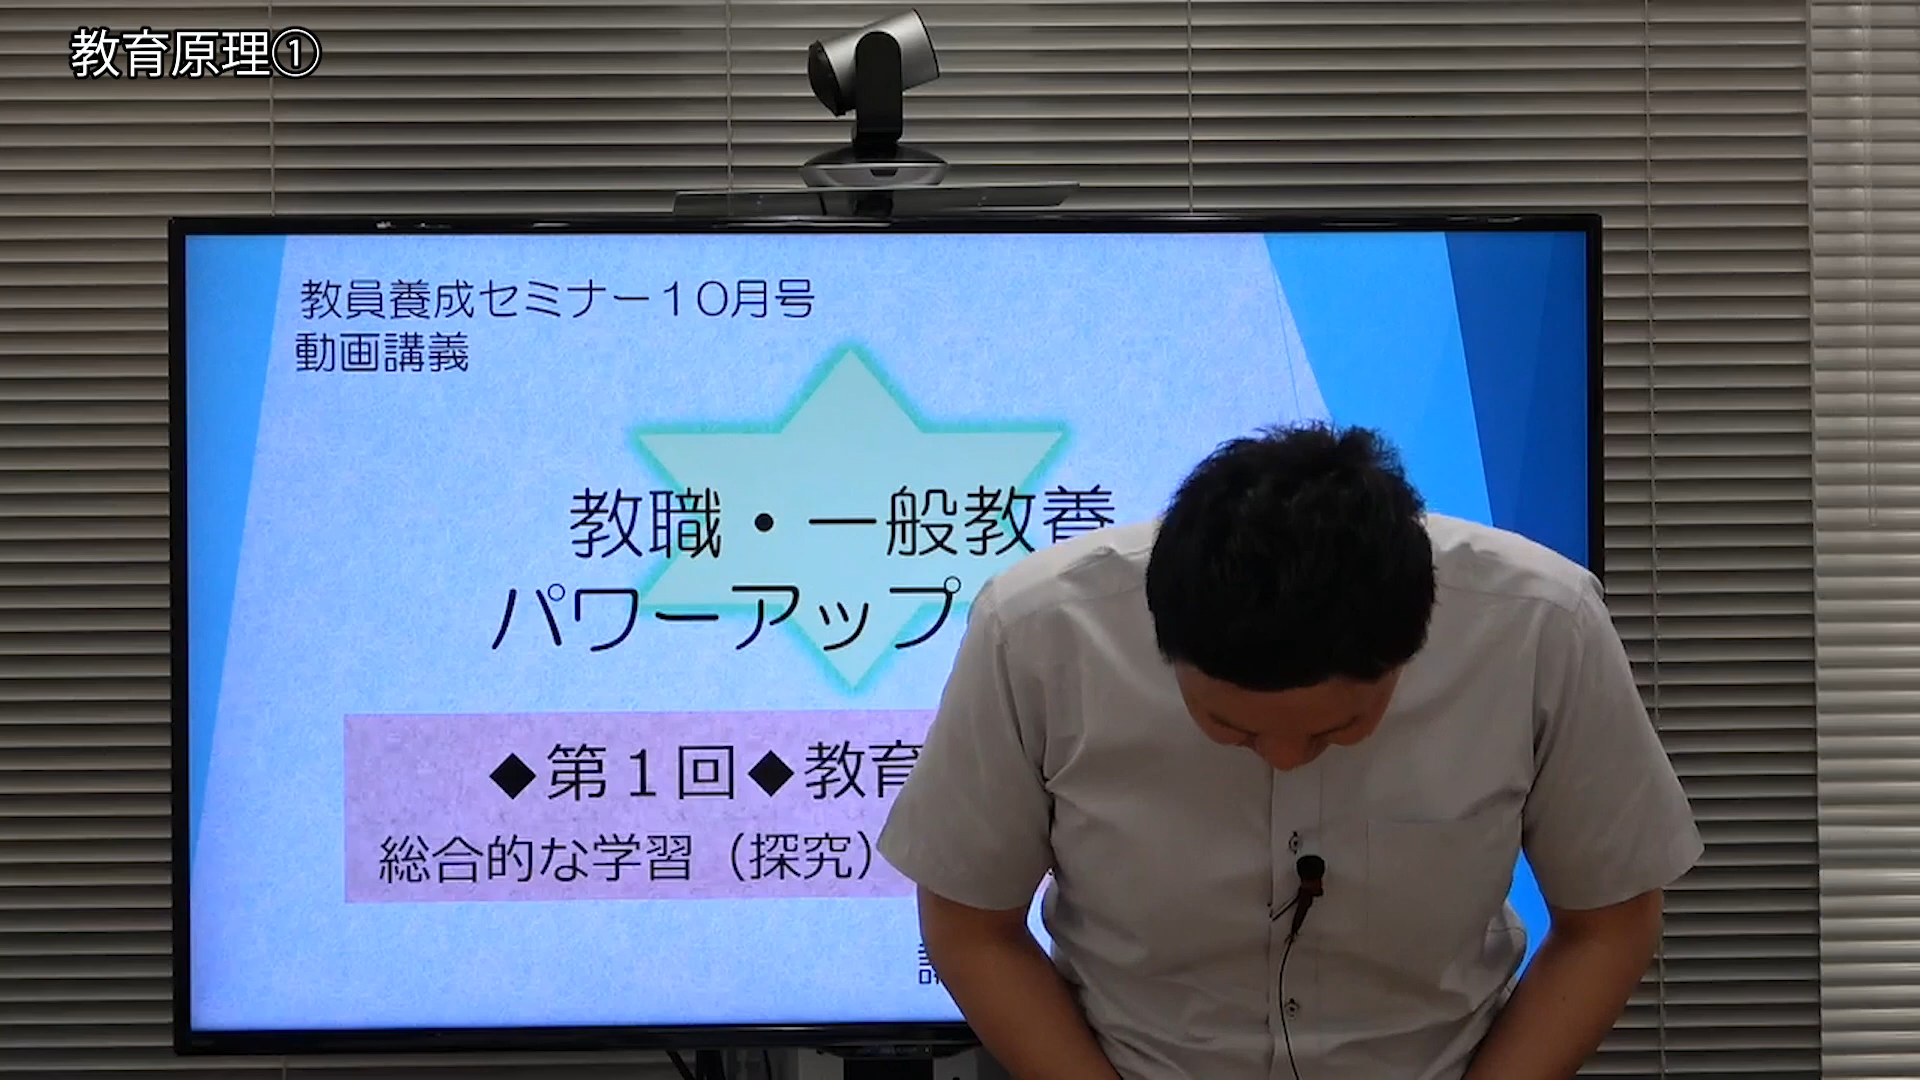 教育原理①
教員養成セミナー１０月号
動画講義
教職・一般教養
パワーアップ
◆第１回◆教育
総合的な学習（探究）